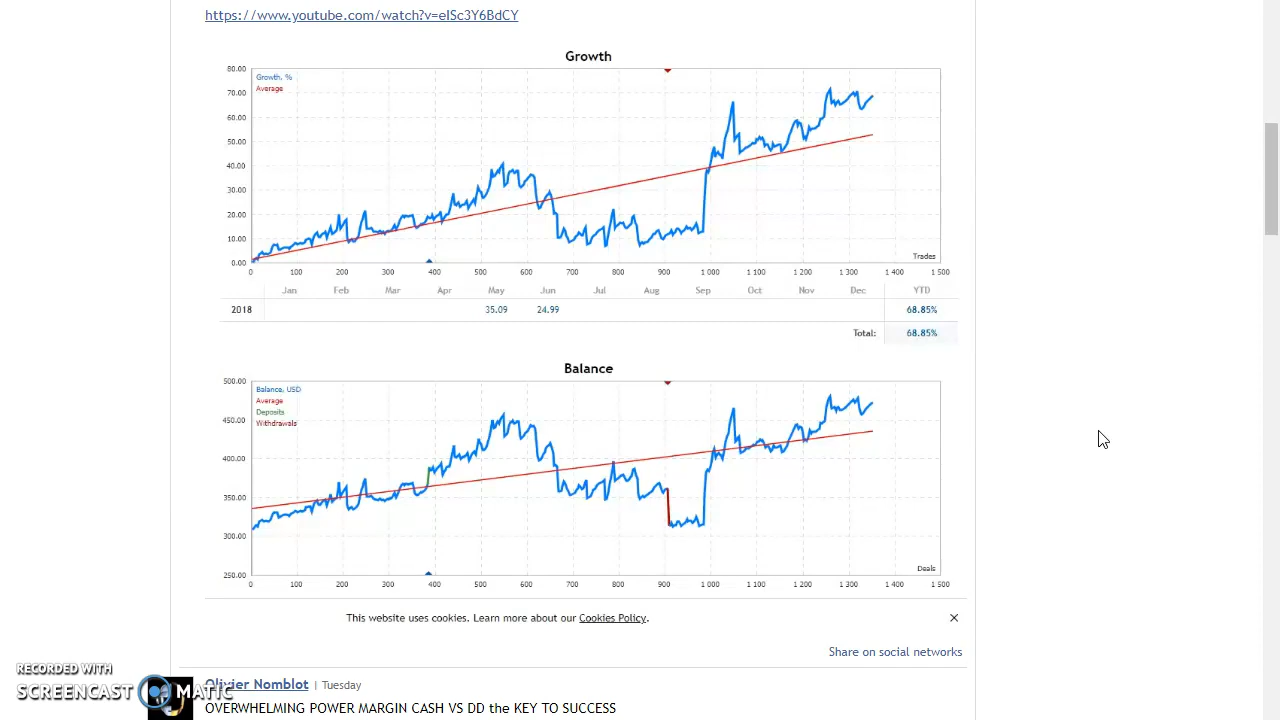 https://www.youtube.com/watch?v=eISc3Y6BdCY
Growth
Growth, %
Average
80.00
70.00
60.00
50.00
40.00
30.00
20.00
10.00
0.00
Trades
0 100 200 300 400 500 600 700 800 900 1 000 1 100 1 200 1 300 1 400 1 500
Jan Feb Mar Apr May Jun Jul Aug Sep Oct Nov Dec YTD
2018 35.09 24.99 68.85%
Total: 68.85%
Balance
Balance, USD
Average
Deposits
Withdrawals
500.00
450.00
400.00
350.00
300.00
250.00
Deals
0 100 200 300 400 500 600 700 800 900 1 000 1 100 1 200 1 300 1 400 1 500
This website uses cookies. Learn more about our Cookies Policy.
Share on social networks
RECORDED WITH
SCREENCAST MATIC
Olivier Nomblot | Tuesday
OVERWHELMING POWER MARGIN CASH VS DD the KEY TO SUCCESS